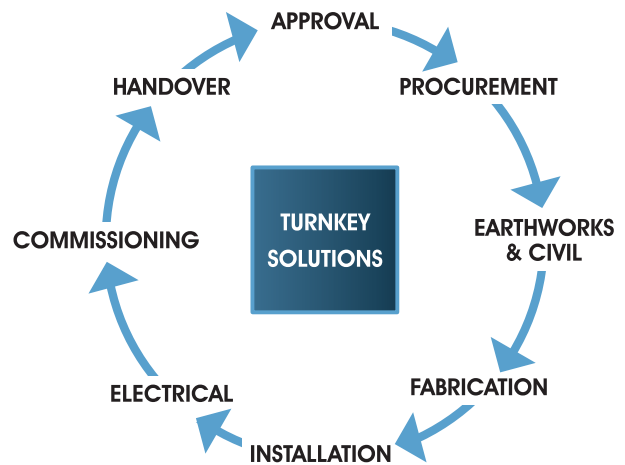 APPROVAL
PROCUREMENT
EARTHWORKS
& CIVIL
FABRICATION
INSTALLATION
ELECTRICAL
COMMISSIONING
HANDOVER
TURNKEY
SOLUTIONS